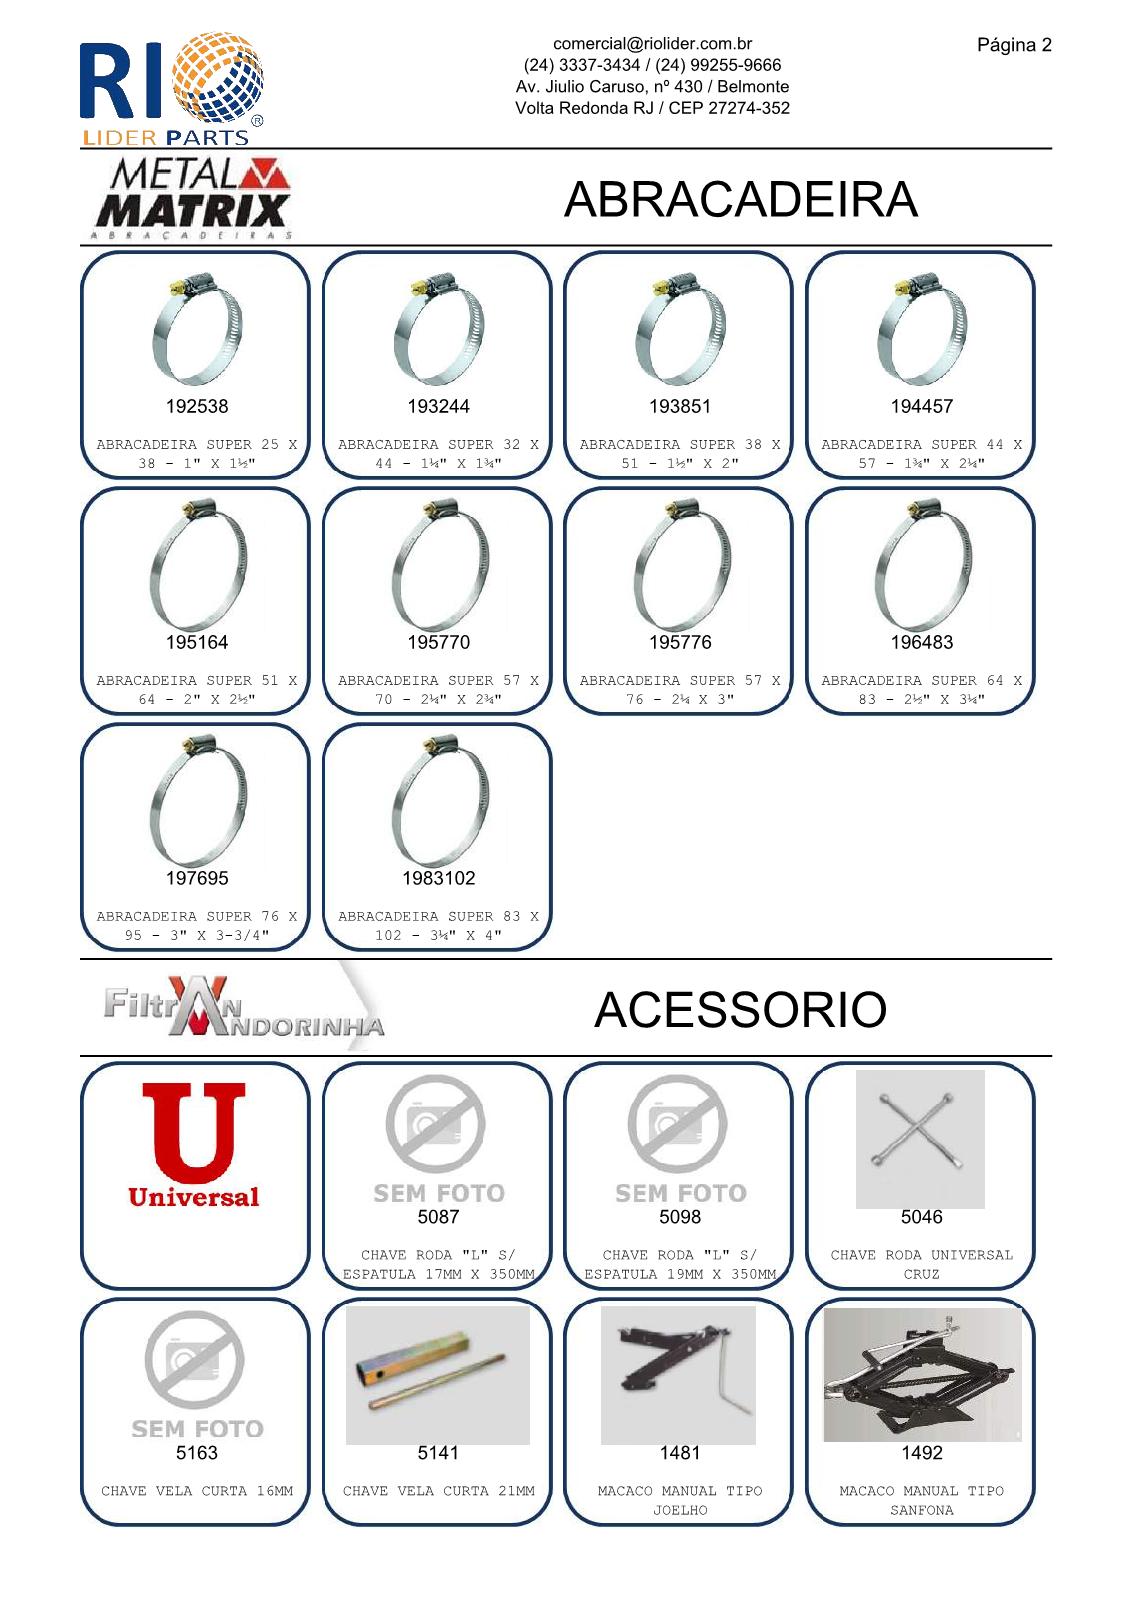 RIO
LIDER PARTS ®
comercial@riolider.com.br
(24) 3337-3434 / (24) 99255-9666
Av. Jiulio Caruso, nº 430 / Belmonte
Volta Redonda RJ / CEP 27274-352
Página 2
METAL
MATRIX
ABRAÇADEIRAS
ABRACADEIRA
192538
ABRACADEIRA SUPER 25 X
38 - 1" X 1½"
193244
ABRACADEIRA SUPER 32 X
44 - 1¼" X 1¾"
193851
ABRACADEIRA SUPER 38 X
51 - 1½" X 2"
194457
ABRACADEIRA SUPER 44 X
57 - 1¾" X 2¼"
195164
ABRACADEIRA SUPER 51 X
64 - 2" X 2½"
195770
ABRACADEIRA SUPER 57 X
70 - 2¼" X 2¾"
195776
ABRACADEIRA SUPER 57 X
76 - 2¼ X 3"
196483
ABRACADEIRA SUPER 64 X
83 - 2½" X 3¼"
197695
ABRACADEIRA SUPER 76 X
95 - 3" X 3-3/4"
1983102
ABRACADEIRA SUPER 83 X
102 - 3¼" X 4"
Filtran
Andorinha
ACESSORIO
U
Universal
SEM FOTO
5087
CHAVE RODA "L" S/
ESPATULA 17MM X 350MM
SEM FOTO
5098
CHAVE RODA "L" S/
ESPATULA 19MM X 350MM
5046
CHAVE RODA UNIVERSAL
CRUZ
SEM FOTO
5163
CHAVE VELA CURTA 16MM
5141
CHAVE VELA CURTA 21MM
1481
MACACO MANUAL TIPO
JOELHO
1492
MACACO MANUAL TIPO
SANFONA